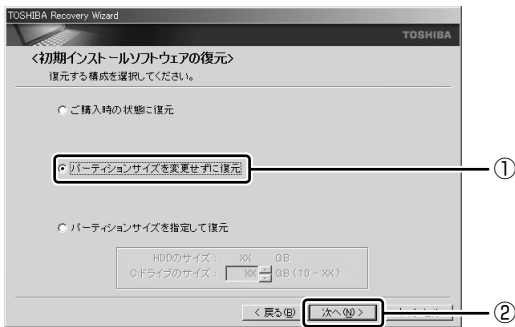 TOSHIBA Recovery Wizard
TOSHIBA
<初期インストールソフトウェアの復元>
復元する構成を選択してください。
ご購入時の状態に復元
パーティションサイズを変更せずに復元
①
パーティションサイズを指定して復元
HDDのサイズ： XX GB
C:ドライブのサイズ： XX GB (10 - XX)
< 戻る(B) 次へ(N) >
②